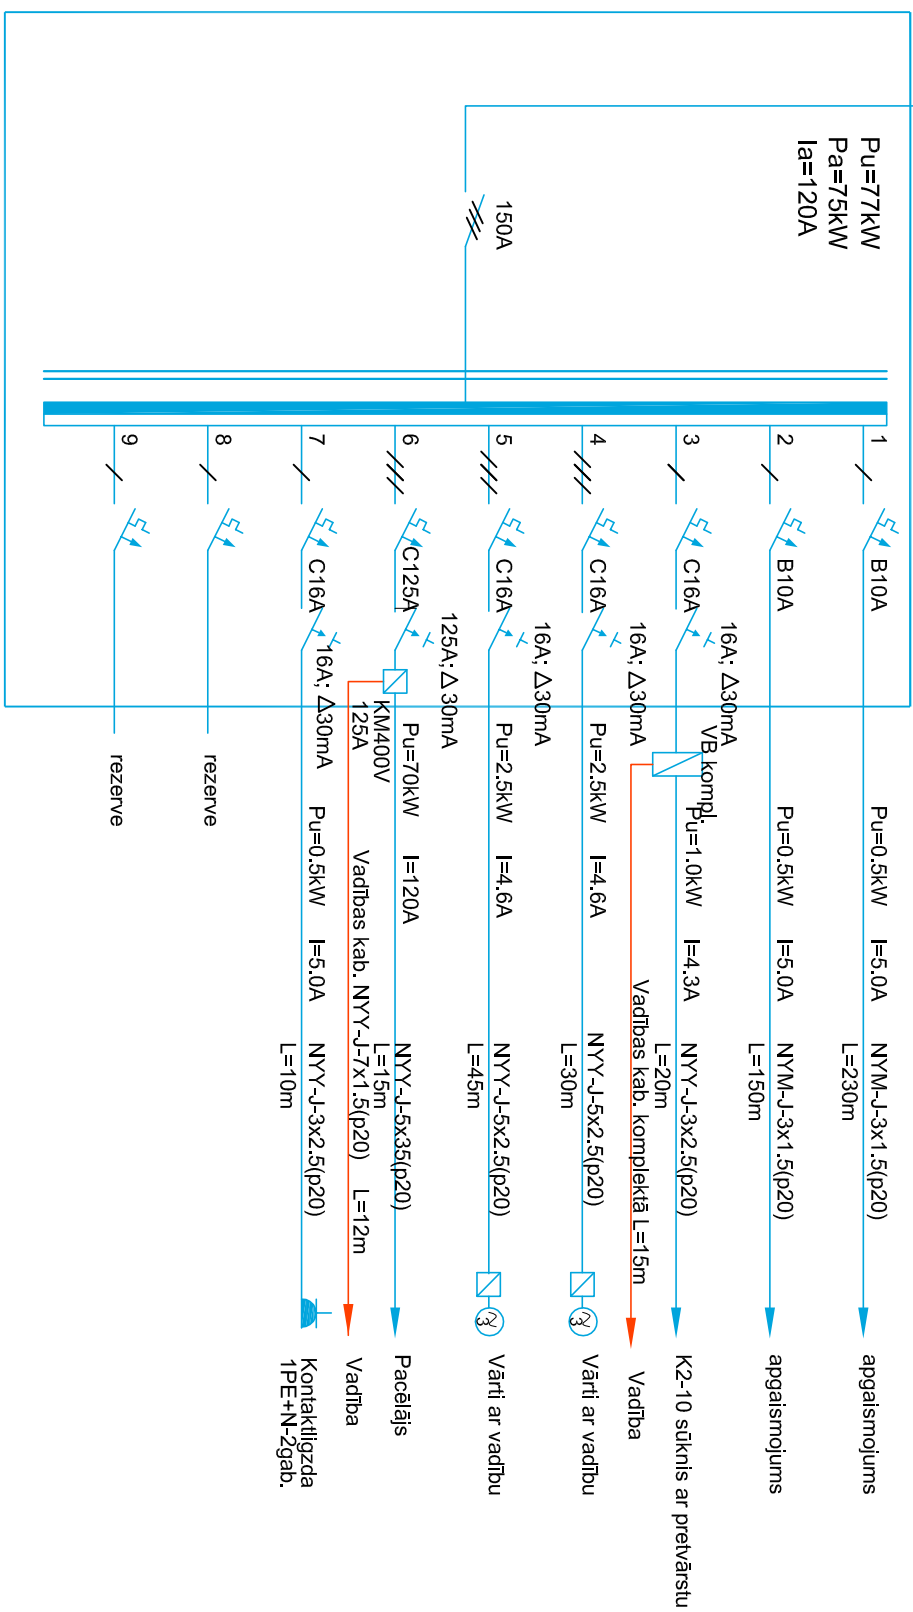 Pu=77kW
Pa=75kW
Ia=120A
150A
1
B10A
Pu=0.5kW
I=5.0A
NYM-J-3x1.5(p20)
L=230m
apgaismojums
2
B10A
Pu=0.5kW
I=5.0A
NYM-J-3x1.5(p20)
L=150m
apgaismojums
3
C16A
16A; Δ30mA
VB kompl.
Pu=1.0kW
I=4.3A
NYY-J-3x2.5(p20)
L=20m
K2-10 sūknis ar pretvārstu
Vadības kab. komplektā L=15m
Vadība
4
C16A
16A; Δ30mA
Pu=2.5kW
I=4.6A
NYY-J-5x2.5(p20)
L=30m
3
Vārti ar vadību
5
C16A
16A; Δ30mA
Pu=2.5kW
I=4.6A
NYY-J-5x2.5(p20)
L=45m
3
Vārti ar vadību
6
C125A
125A; Δ30mA
KM400V
125A
Pu=70kW
I=120A
NYY-J-5x35(p20)
L=15m
Pacēlājs
Vadības kab. NYY-J-7x1.5(p20) L=12m
Vadība
7
C16A
16A; Δ30mA
Pu=0.5kW
I=5.0A
NYY-J-3x2.5(p20)
L=10m
Kontaktligzda
1PE+N-2gab.
8
rezerve
9
rezerve